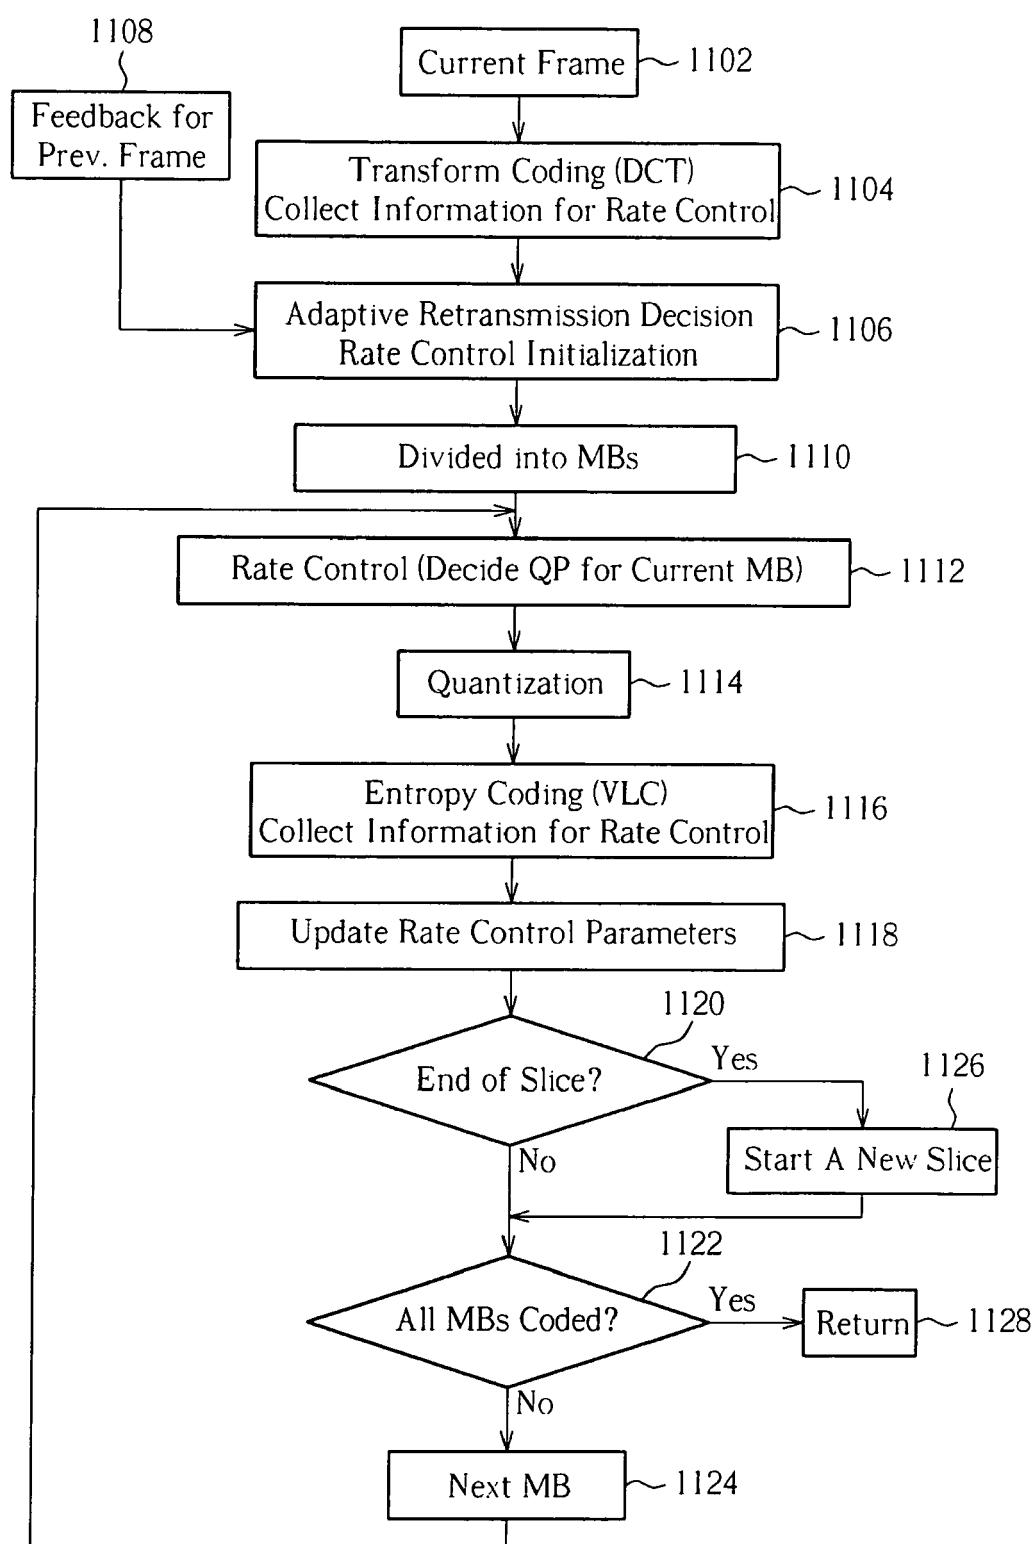 1108
Current Frame
1102
Feedback for
Prev. Frame
Transform Coding (DCT)
Collect Information for Rate Control
1104
Adaptive Retransmission Decision
Rate Control Initialization
1106
Divided into MBs
1110
Rate Control (Decide QP for Current MB)
1112
Quantization
1114
Entropy Coding (VLC)
Collect Information for Rate Control
1116
Update Rate Control Parameters
1118
1120
End of Slice?
Yes
1126
Start A New Slice
No
1122
All MBs Coded?
Yes
Return
1128
No
Next MB
1124